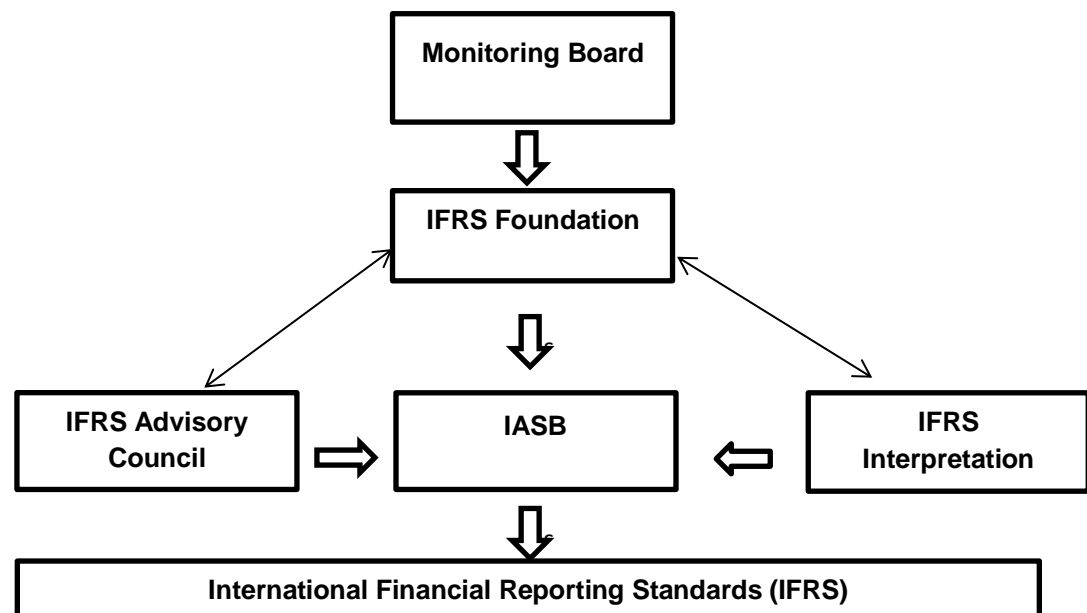 Monitoring Board
IFRS Foundation
IFRS Advisory
Council
IASB
IFRS
Interpretation
International Financial Reporting Standards (IFRS)